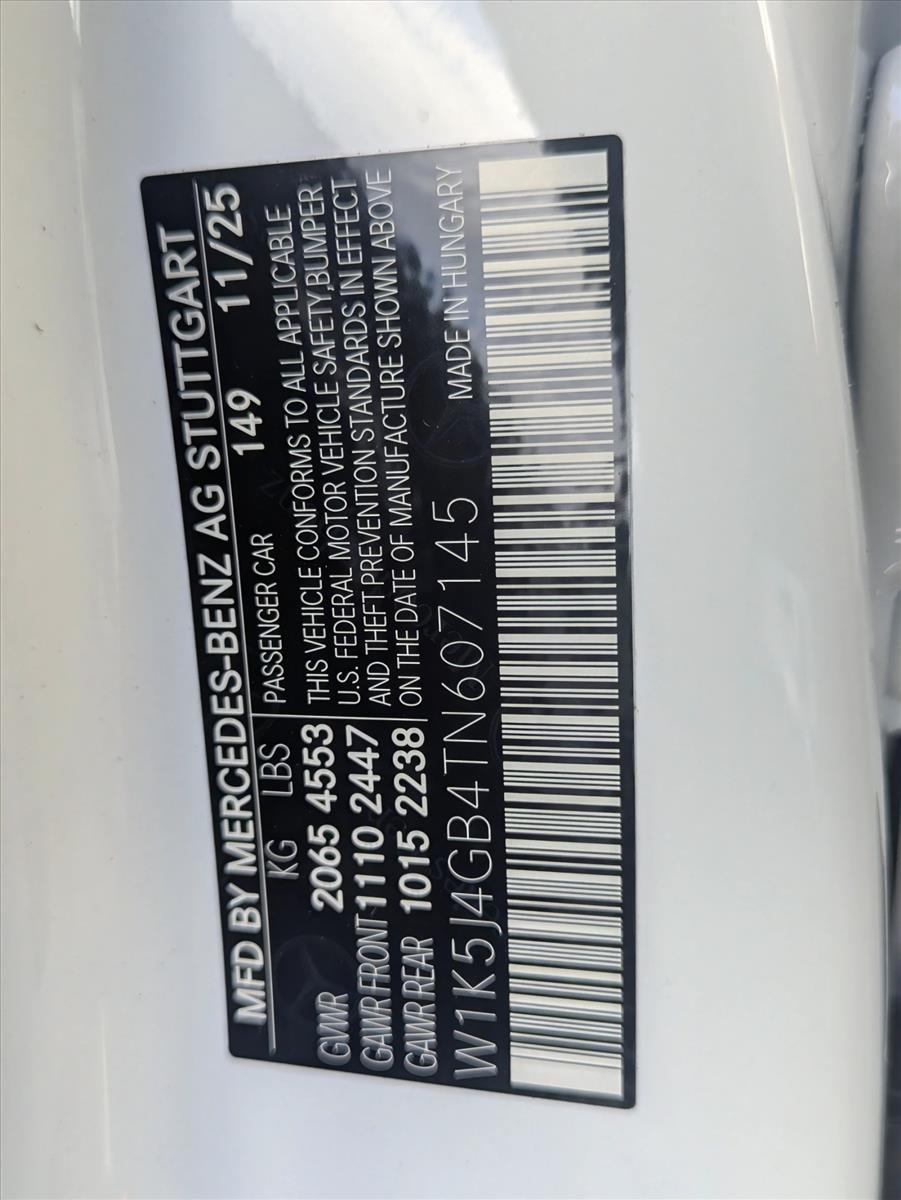 MFD BY MERCEDES-BENZ AG STUTTGART
149 11/25
KG LBS
PASSENGER CAR
GVWR 2065 4553
GAWR FRONT 1110 2447
GAWR REAR 1015 2238
THIS VEHICLE CONFORMS TO ALL APPLICABLE
U.S. FEDERAL MOTOR VEHICLE SAFETY,BUMPER
AND THEFT PREVENTION STANDARDS IN EFFECT
ON THE DATE OF MANUFACTURE SHOWN ABOVE
MADE IN HUNGARY
W1K5J4GB4TN607145